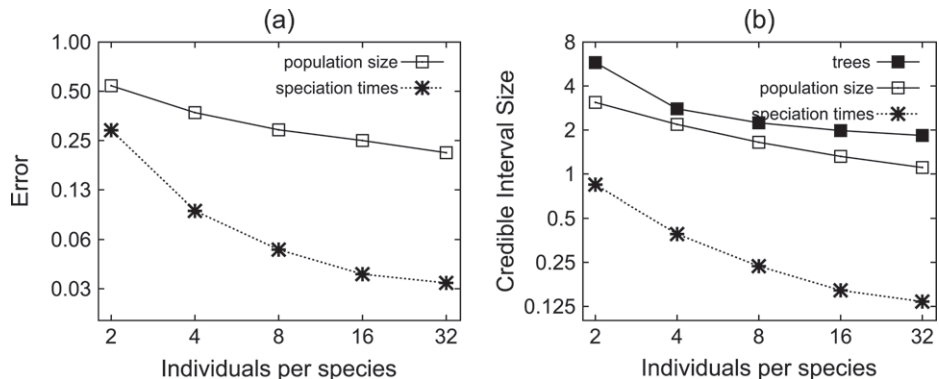 (a)
1.00
0.50
0.25
0.13
0.06
0.03
Error
population size
speciation times
2 4 8 16 32
Individuals per species
(b)
8
4
2
1
0.5
0.25
0.125
Credible Interval Size
trees
population size
speciation times
2 4 8 16 32
Individuals per species